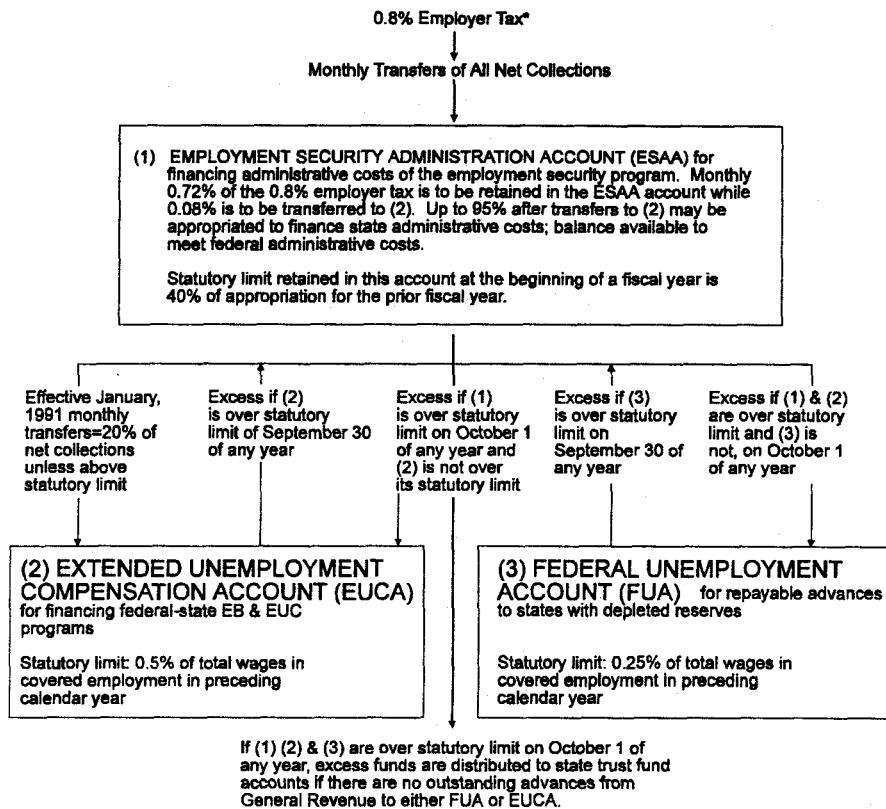 0.8% Employer Tax*
Monthly Transfers of All Net Collections
(1) EMPLOYMENT SECURITY ADMINISTRATION ACCOUNT (ESAA) for
financing administrative costs of the employment security program. Monthly
0.72% of the 0.8% employer tax is to be retained in the ESAA account while
0.08% is to be transferred to (2). Up to 95% after transfers to (2) may be
appropriated to finance state administrative costs; balance available to
meet federal administrative costs.
Statutory limit retained in this account at the beginning of a fiscal year is
40% of appropriation for the prior fiscal year.
Effective January,
1991 monthly
transfers=20% of
net collections
unless above
statutory limit
Excess if (2)
is over statutory
limit of September 30
of any year
Excess if (1)
is over statutory
limit on October 1
of any year and
(2) is not over
its statutory limit
Excess if (3)
is over statutory
limit on
September 30 of
any year
Excess if (1) & (2)
are over statutory
limit and (3) is
not, on October 1
of any year
(2) EXTENDED UNEMPLOYMENT
COMPENSATION ACCOUNT (EUCA)
for financing federal-state EB & EUC
programs
Statutory limit: 0.5% of total wages in
covered employment in preceding
calendar year
(3) FEDERAL UNEMPLOYMENT
ACCOUNT (FUA) for repayable advances
to states with depleted reserves
Statutory limit: 0.25% of total wages in
covered employment in preceding
calendar year
If (1) (2) & (3) are over statutory limit on October 1 of
any year, excess funds are distributed to state trust fund
accounts if there are no outstanding advances from
General Revenue to either FUA or EUCA.